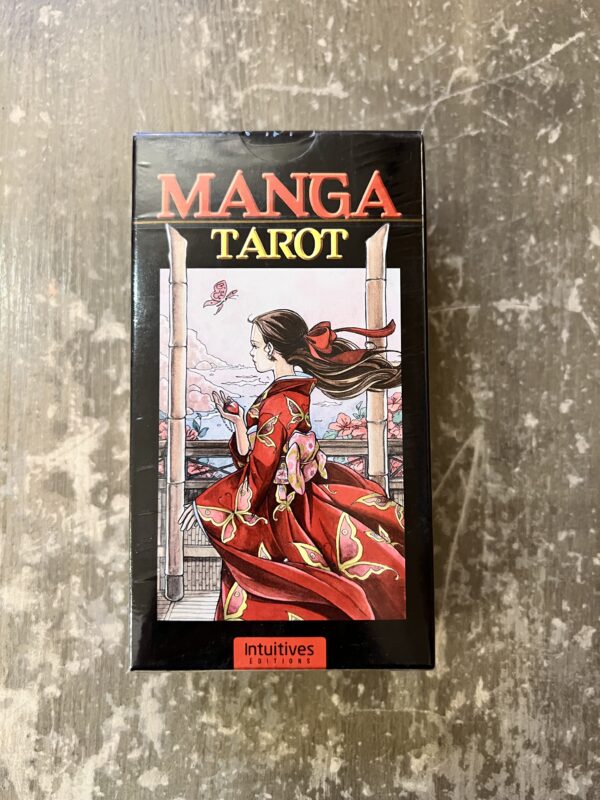 MANGA
TAROT
Intuitives
EDITIONS